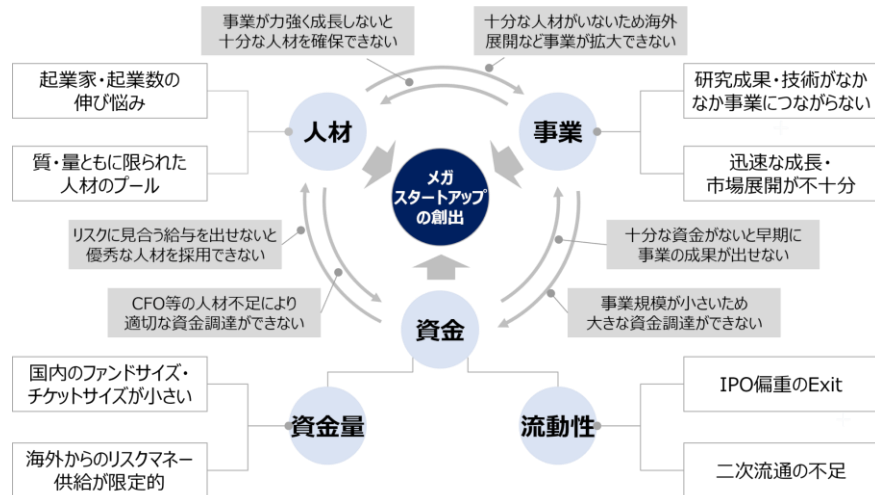 事業が力強く成長しないと
十分な人材を確保できない
十分な人材がいないため海外
展開など事業が拡大できない
起業家・起業数の
伸び悩み
人材
事業
研究成果・技術がなか
なか事業につながらない
質・量ともに限られた
人材のプール
メガ
スタートアップ
の創出
迅速な成長・
市場展開が不十分
リスクに見合う給与を出せないと
優秀な人材を採用できない
十分な資金がないと早期に
事業の成果が出せない
CFO等の人材不足により
適切な資金調達ができない
資金
事業規模が小さいため
大きな資金調達ができない
国内のファンドサイズ・
チケットサイズが小さい
資金量
流動性
IPO偏重のExit
海外からのリスクマネー
供給が限定的
二次流通の不足